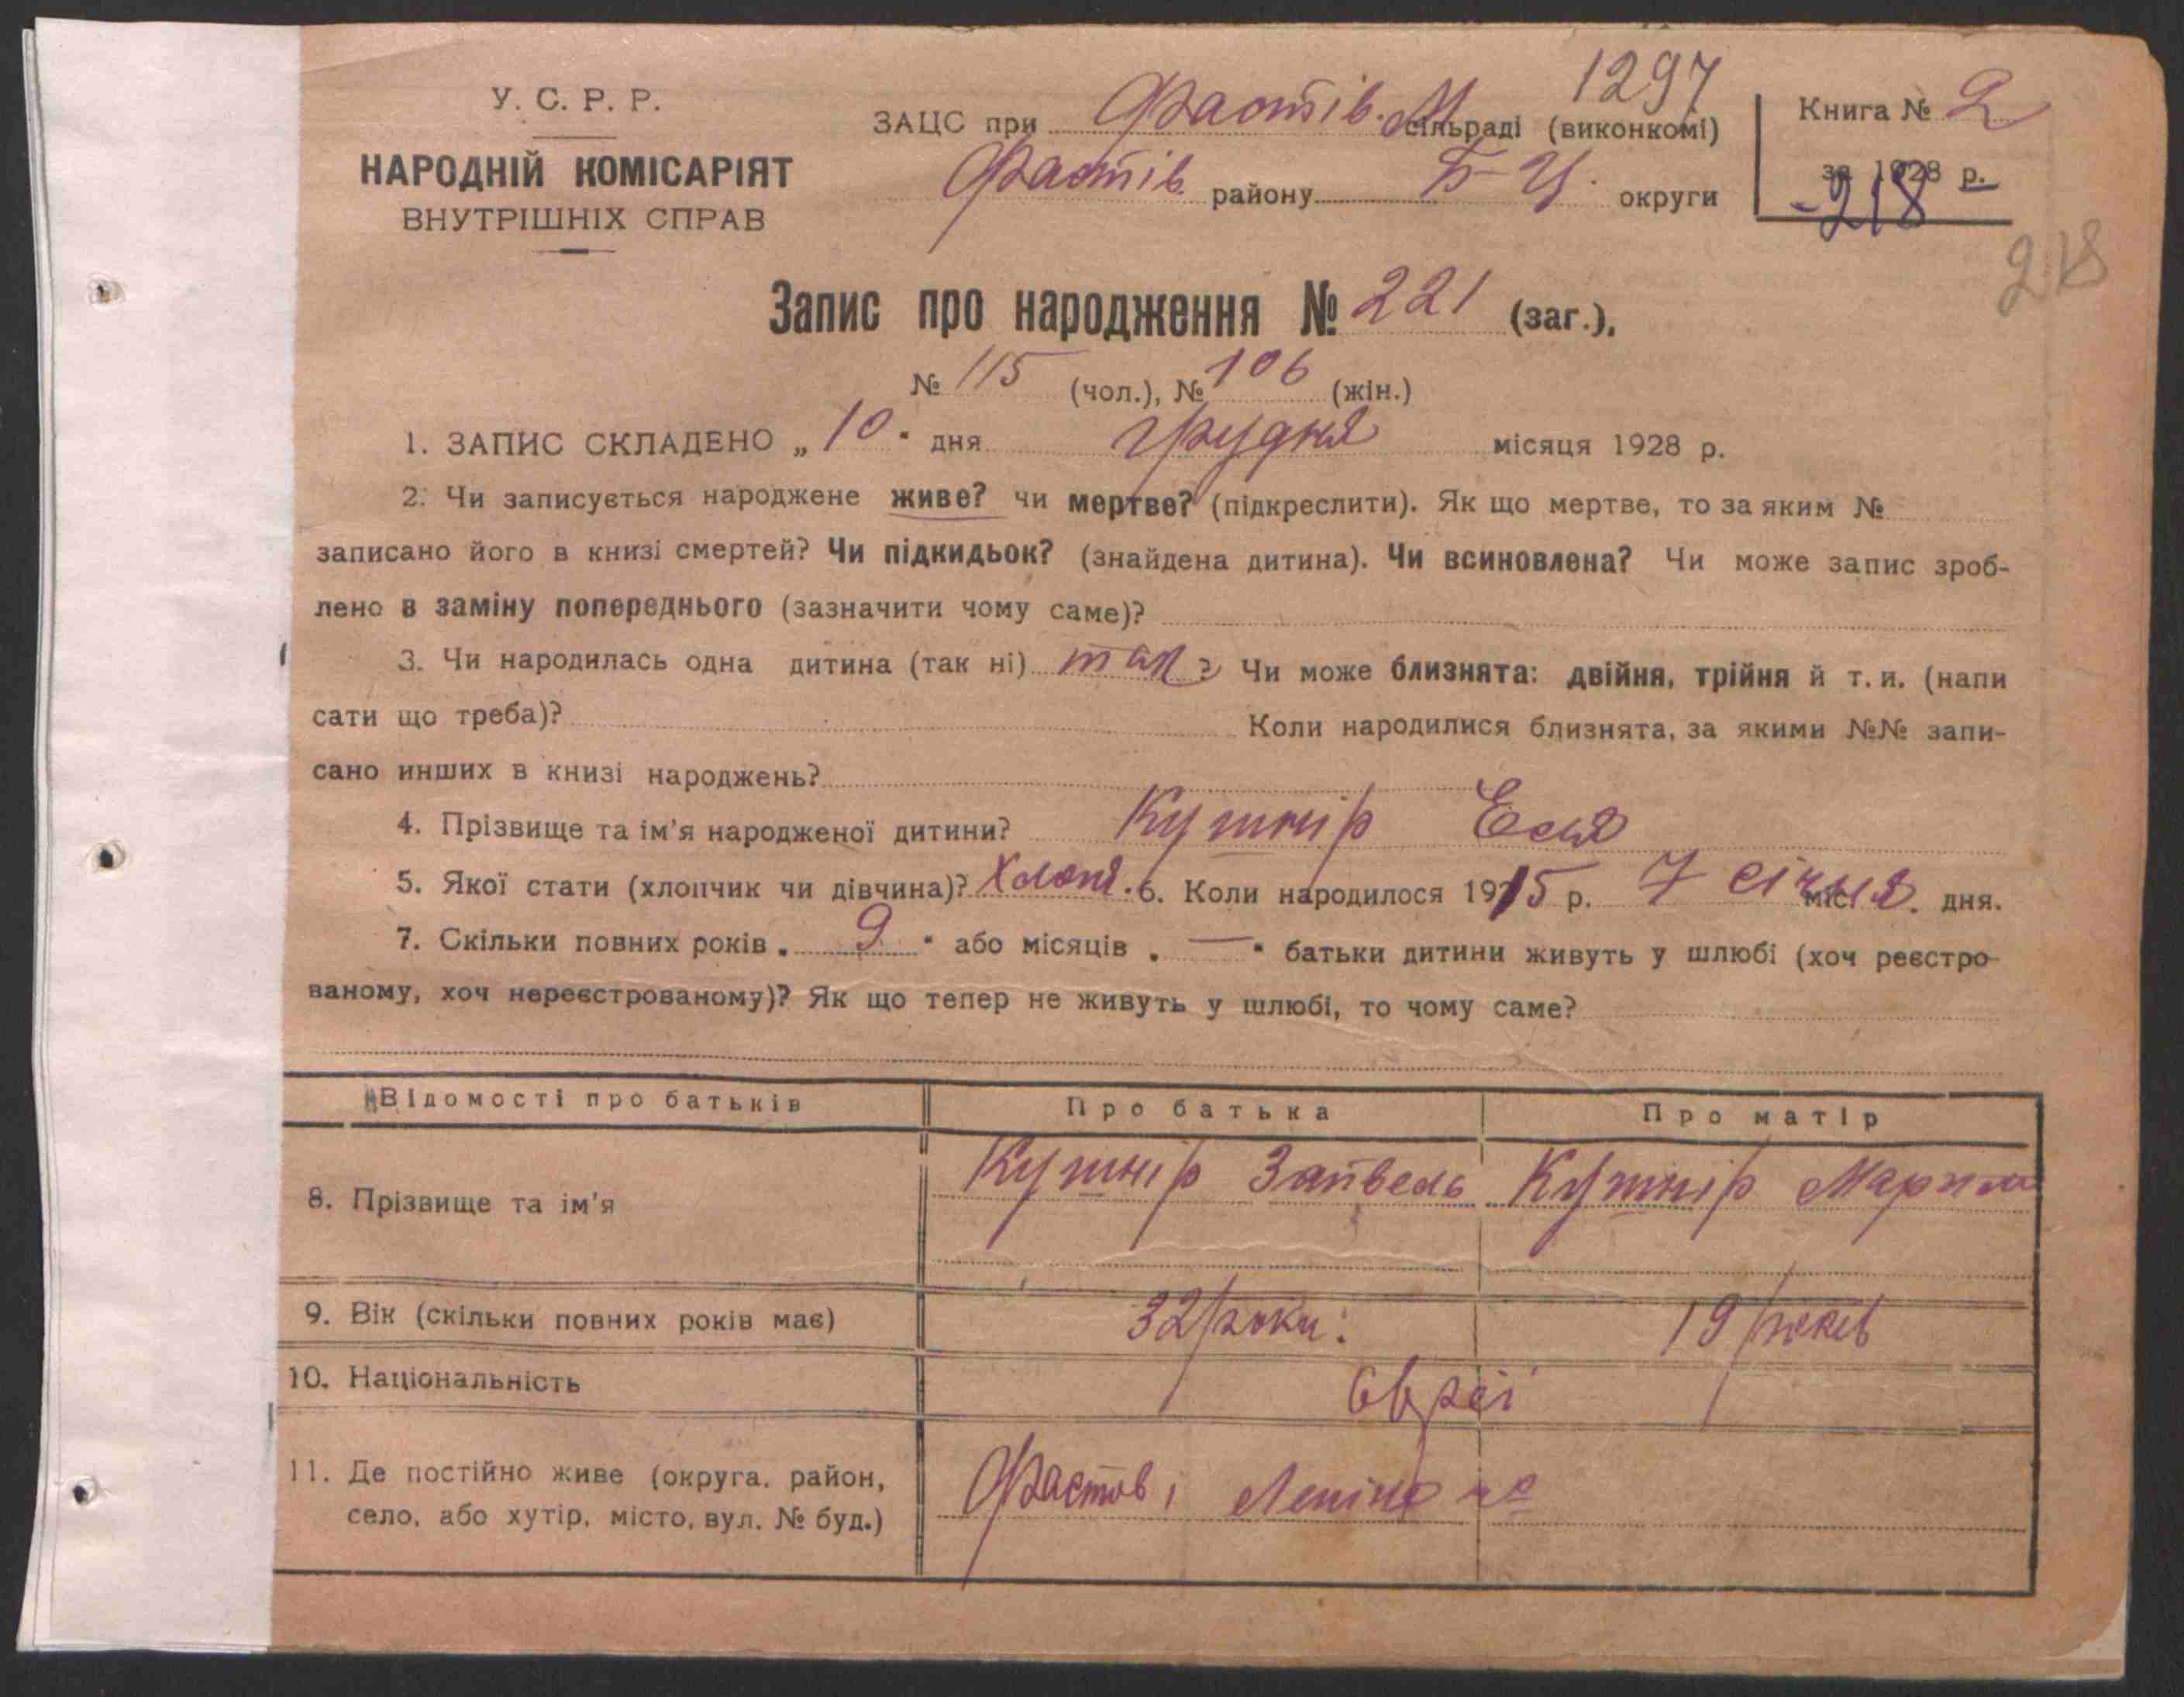 1297
У. С. Р. Р.
НАРОДНІЙ КОМІСАРІЯТ
ВНУТРІШНІХ СПРАВ
ЗАЦС при Фастів. М сільраді (виконкомі)
Фастів. району Б-Ц. округи
Книга № 2
за 1928 р.
218
218
Запис про народження № 221 (заг.),
№ 115 (чол.), № 106 (жін.)
1. ЗАПИС СКЛАДЕНО „ 10 " дня грудня місяця 1928 р.
2. Чи записується народжене живе? чи мертве? (підкреслити). Як що мертве, то за яким №
записано його в книзі смертей? Чи підкидьок? (знайдена дитина). Чи всиновлена? Чи може запис зроб-
лено в заміну попереднього (зазначити чому саме)?
3. Чи народилась одна дитина (так ні) так? Чи може близнята: двійня, трійня й т. и. (напи
сати що треба)? Коли народилися близнята, за якими №№ запи-
сано инших в книзі народжень?
4. Прізвище та ім'я народженої дитини? Кушнір Еся
5. Якої стати (хлопчик чи дівчина)? Хлопч. 6. Коли народилося 1915 р. 7 січня міс. дня.
7. Скільки повних років „ 9 " або місяців „ — " батьки дитини живуть у шлюбі (хоч реєстро-
ваному, хоч нереєстрованому)? Як що тепер не живуть у шлюбі, то чому саме?
Відомості про батьків Про батька Про матір
8. Прізвище та ім'я Кушнір Зайвель Кушнір
9. Вік (скільки повних років має) 32 роки. 19 років
10. Національність Євреї
11. Де постійно живе (округа, район,
село, або хутір, місто, вул. № буд.) Фастов, Леніна